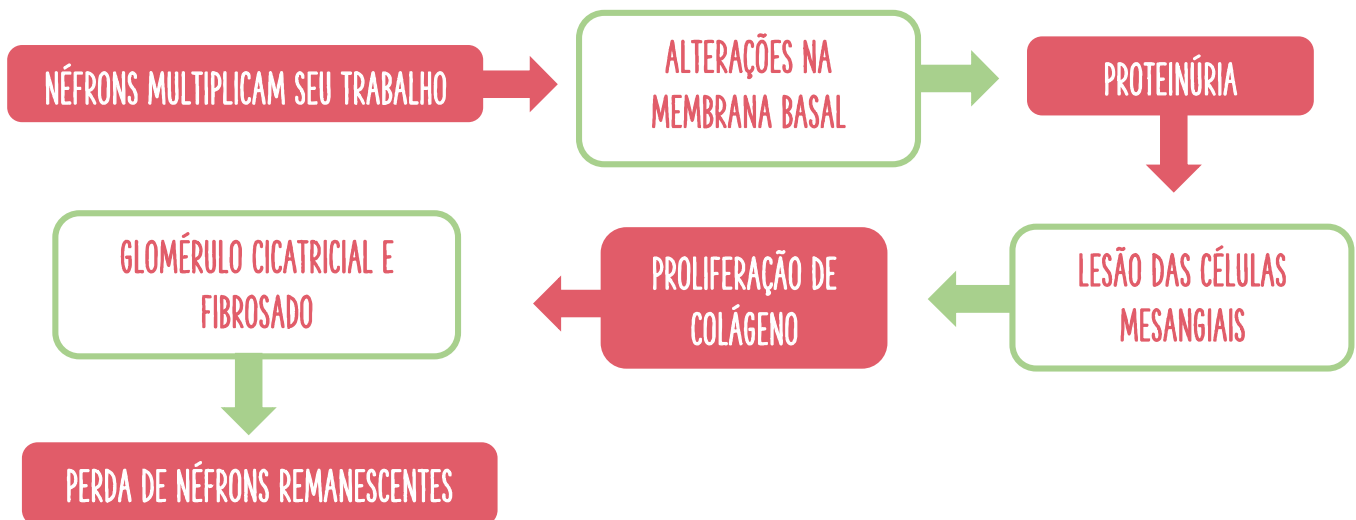 NÉFRONS MULTIPLICAM SEU TRABALHO
ALTERAÇÕES NA
MEMBRANA BASAL
PROTEINÚRIA
LESÃO DAS CÉLULAS
MESANGIAIS
PROLIFERAÇÃO DE
COLÁGENO
GLOMÉRULO CICATRICIAL E
FIBROSADO
PERDA DE NÉFRONS REMANESCENTES